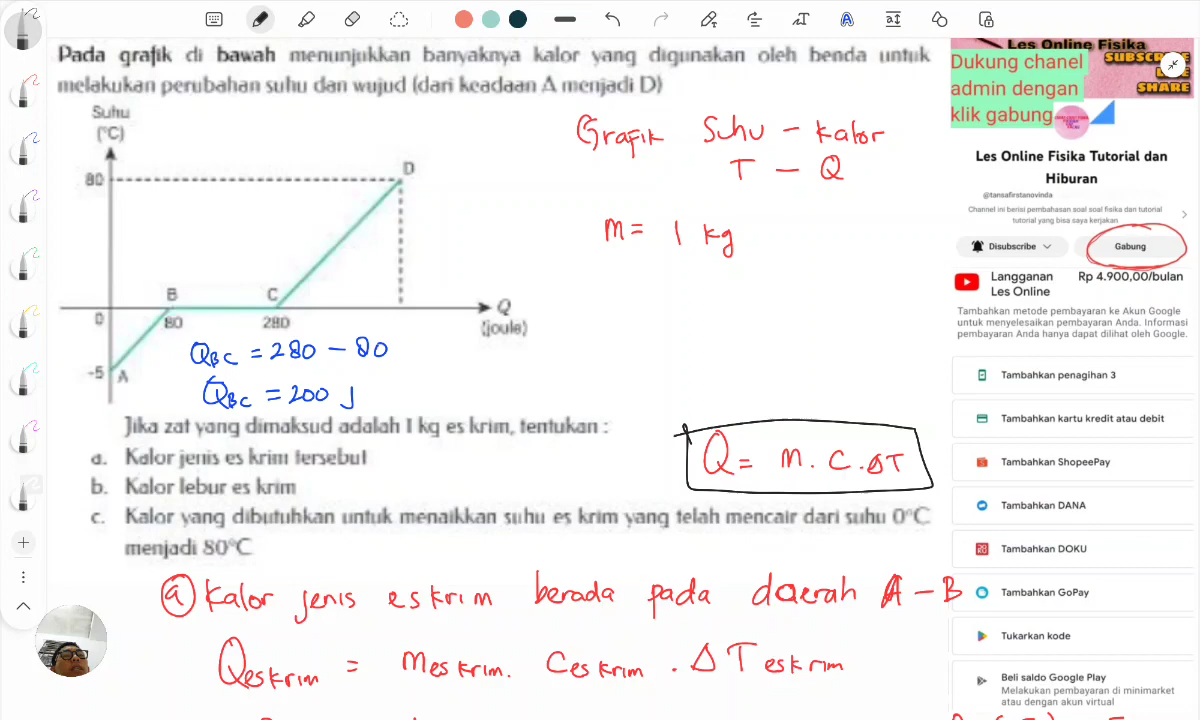 Pada grafik di bawah menunjukkan banyaknya kalor yang digunakan oleh benda untuk
melakukan perubahan suhu dan wujud (dari keadaan A menjadi D)
Suhu
(°C)
80
D
B
C
0
80
280
Q
(joule)
-5
A
Grafik Suhu - kalor
T - Q
m = 1 kg
QBC = 280 - 80
QBC = 200 J
Jika zat yang dimaksud adalah 1 kg es krim, tentukan :
a. Kalor jenis es krim tersebut
b. Kalor lebur es krim
c. Kalor yang dibutuhkan untuk menaikkan suhu es krim yang telah mencair dari suhu 0°C
menjadi 80°C
Q = m. c. ΔT
a kalor jenis eskrim berada pada daerah A - B
Qeskrim = meskrim. ceskrim . ΔTeskrim
Les Online Fisika
SUBSC
SHARE
Dukung chanel
admin dengan
klik gabung
Les Online Fisika Tutorial dan
Hiburan
@tansafirstanovinda
Channel ini berisi pembahasan soal soal fisika dan tutorial
tutorial yang bisa saya kerjakan
Disubscribe
Gabung
Langganan
Les Online
Rp 4.900,00/bulan
Tambahkan metode pembayaran ke Akun Google
untuk menyelesaikan pembayaran Anda. Informasi
pembayaran Anda hanya dapat dilihat oleh Google.
Tambahkan penagihan 3
Tambahkan kartu kredit atau debit
Tambahkan ShopeePay
Tambahkan DANA
Tambahkan DOKU
Tambahkan GoPay
Tukarkan kode
Beli saldo Google Play
Melakukan pembayaran di minimarket
atau dengan akun virtual